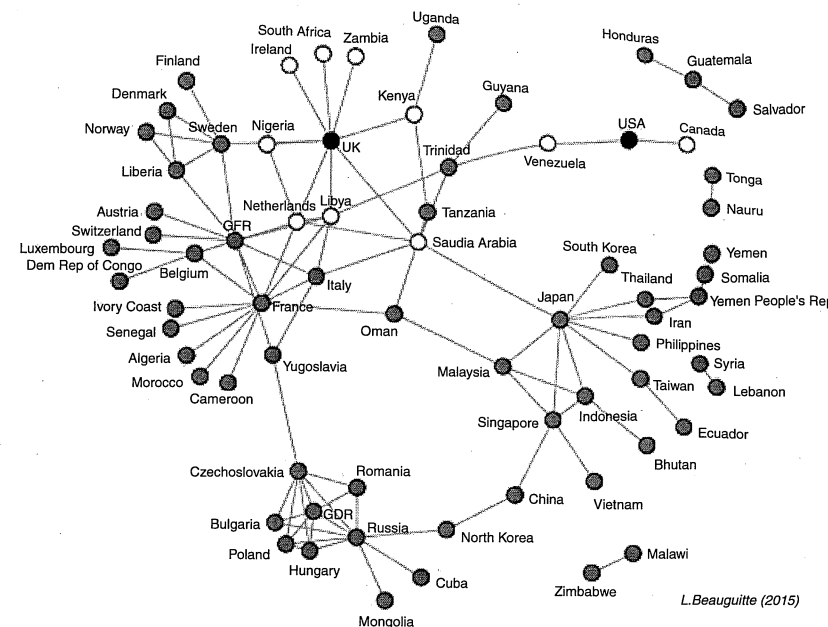 Uganda
South Africa
Ireland
Zambia
Honduras
Guatemala
Finland
Guyana
Denmark
Kenya
Salvador
Norway
Sweden
Nigeria
UK
Trinidad
USA
Canada
Venezuela
Liberia
Tonga
Netherlands
Libya
Austria
Tanzania
Nauru
GFR
Switzerland
Saudia Arabia
Luxembourg
South Korea
Yemen
Dem Rep of Congo
Belgium
Thailand
Somalia
Italy
Japan
Yemen People's Rep
Ivory Coast
France
Iran
Senegal
Oman
Philippines
Algeria
Yugoslavia
Malaysia
Syria
Morocco
Taiwan
Lebanon
Cameroon
Singapore
Indonesia
Ecuador
Bhutan
Czechoslovakia
Romania
China
Vietnam
Bulgaria
GDR
Russia
North Korea
Poland
Hungary
Malawi
Cuba
Zimbabwe
Mongolia
L.Beauguitte (2015)